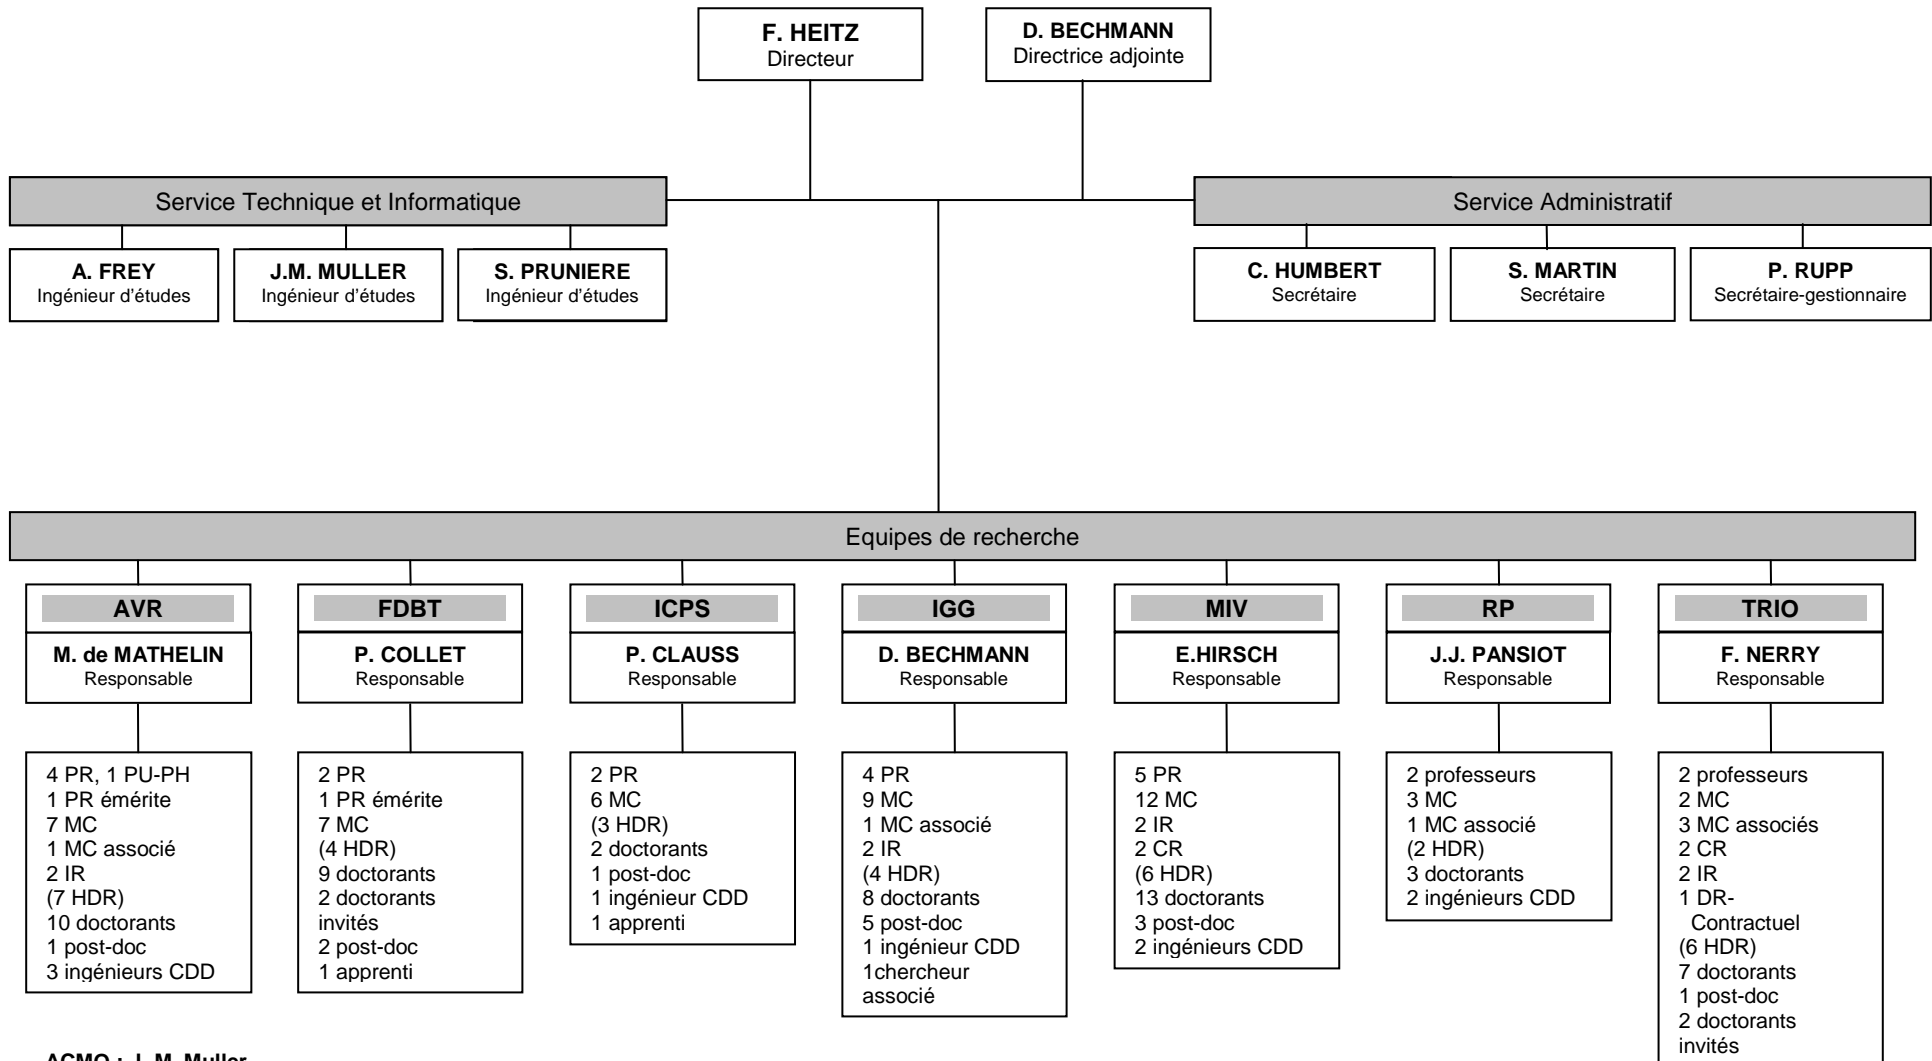 F. HEITZ
Directeur
D. BECHMANN
Directrice adjointe
Service Technique et Informatique
Service Administratif
A. FREY
Ingénieur d'études
J.M. MULLER
Ingénieur d'études
S. PRUNIERE
Ingénieur d'études
C. HUMBERT
Secrétaire
S. MARTIN
Secrétaire
P. RUPP
Secrétaire-gestionnaire
Equipes de recherche
AVR
M. de MATHELIN
Responsable
4 PR, 1 PU-PH
1 PR émérite
7 MC
1 MC associé
2 IR
(7 HDR)
10 doctorants
1 post-doc
3 ingénieurs CDD
FDBT
P. COLLET
Responsable
2 PR
1 PR émérite
7 MC
(4 HDR)
9 doctorants
2 doctorants
invités
2 post-doc
1 apprenti
ICPS
P. CLAUSS
Responsable
2 PR
6 MC
(3 HDR)
2 doctorants
1 post-doc
1 ingénieur CDD
1 apprenti
IGG
D. BECHMANN
Responsable
4 PR
9 MC
1 MC associé
2 IR
(4 HDR)
8 doctorants
5 post-doc
1 ingénieur CDD
1chercheur
associé
MIV
E.HIRSCH
Responsable
5 PR
12 MC
2 IR
2 CR
(6 HDR)
13 doctorants
3 post-doc
2 ingénieurs CDD
RP
J.J. PANSIOT
Responsable
2 professeurs
3 MC
1 MC associé
(2 HDR)
3 doctorants
2 ingénieurs CDD
TRIO
F. NERRY
Responsable
2 professeurs
2 MC
3 MC associés
2 CR
2 IR
1 DR-
Contractuel
(6 HDR)
7 doctorants
1 post-doc
2 doctorants
invités
ACMO : J. M. Muller